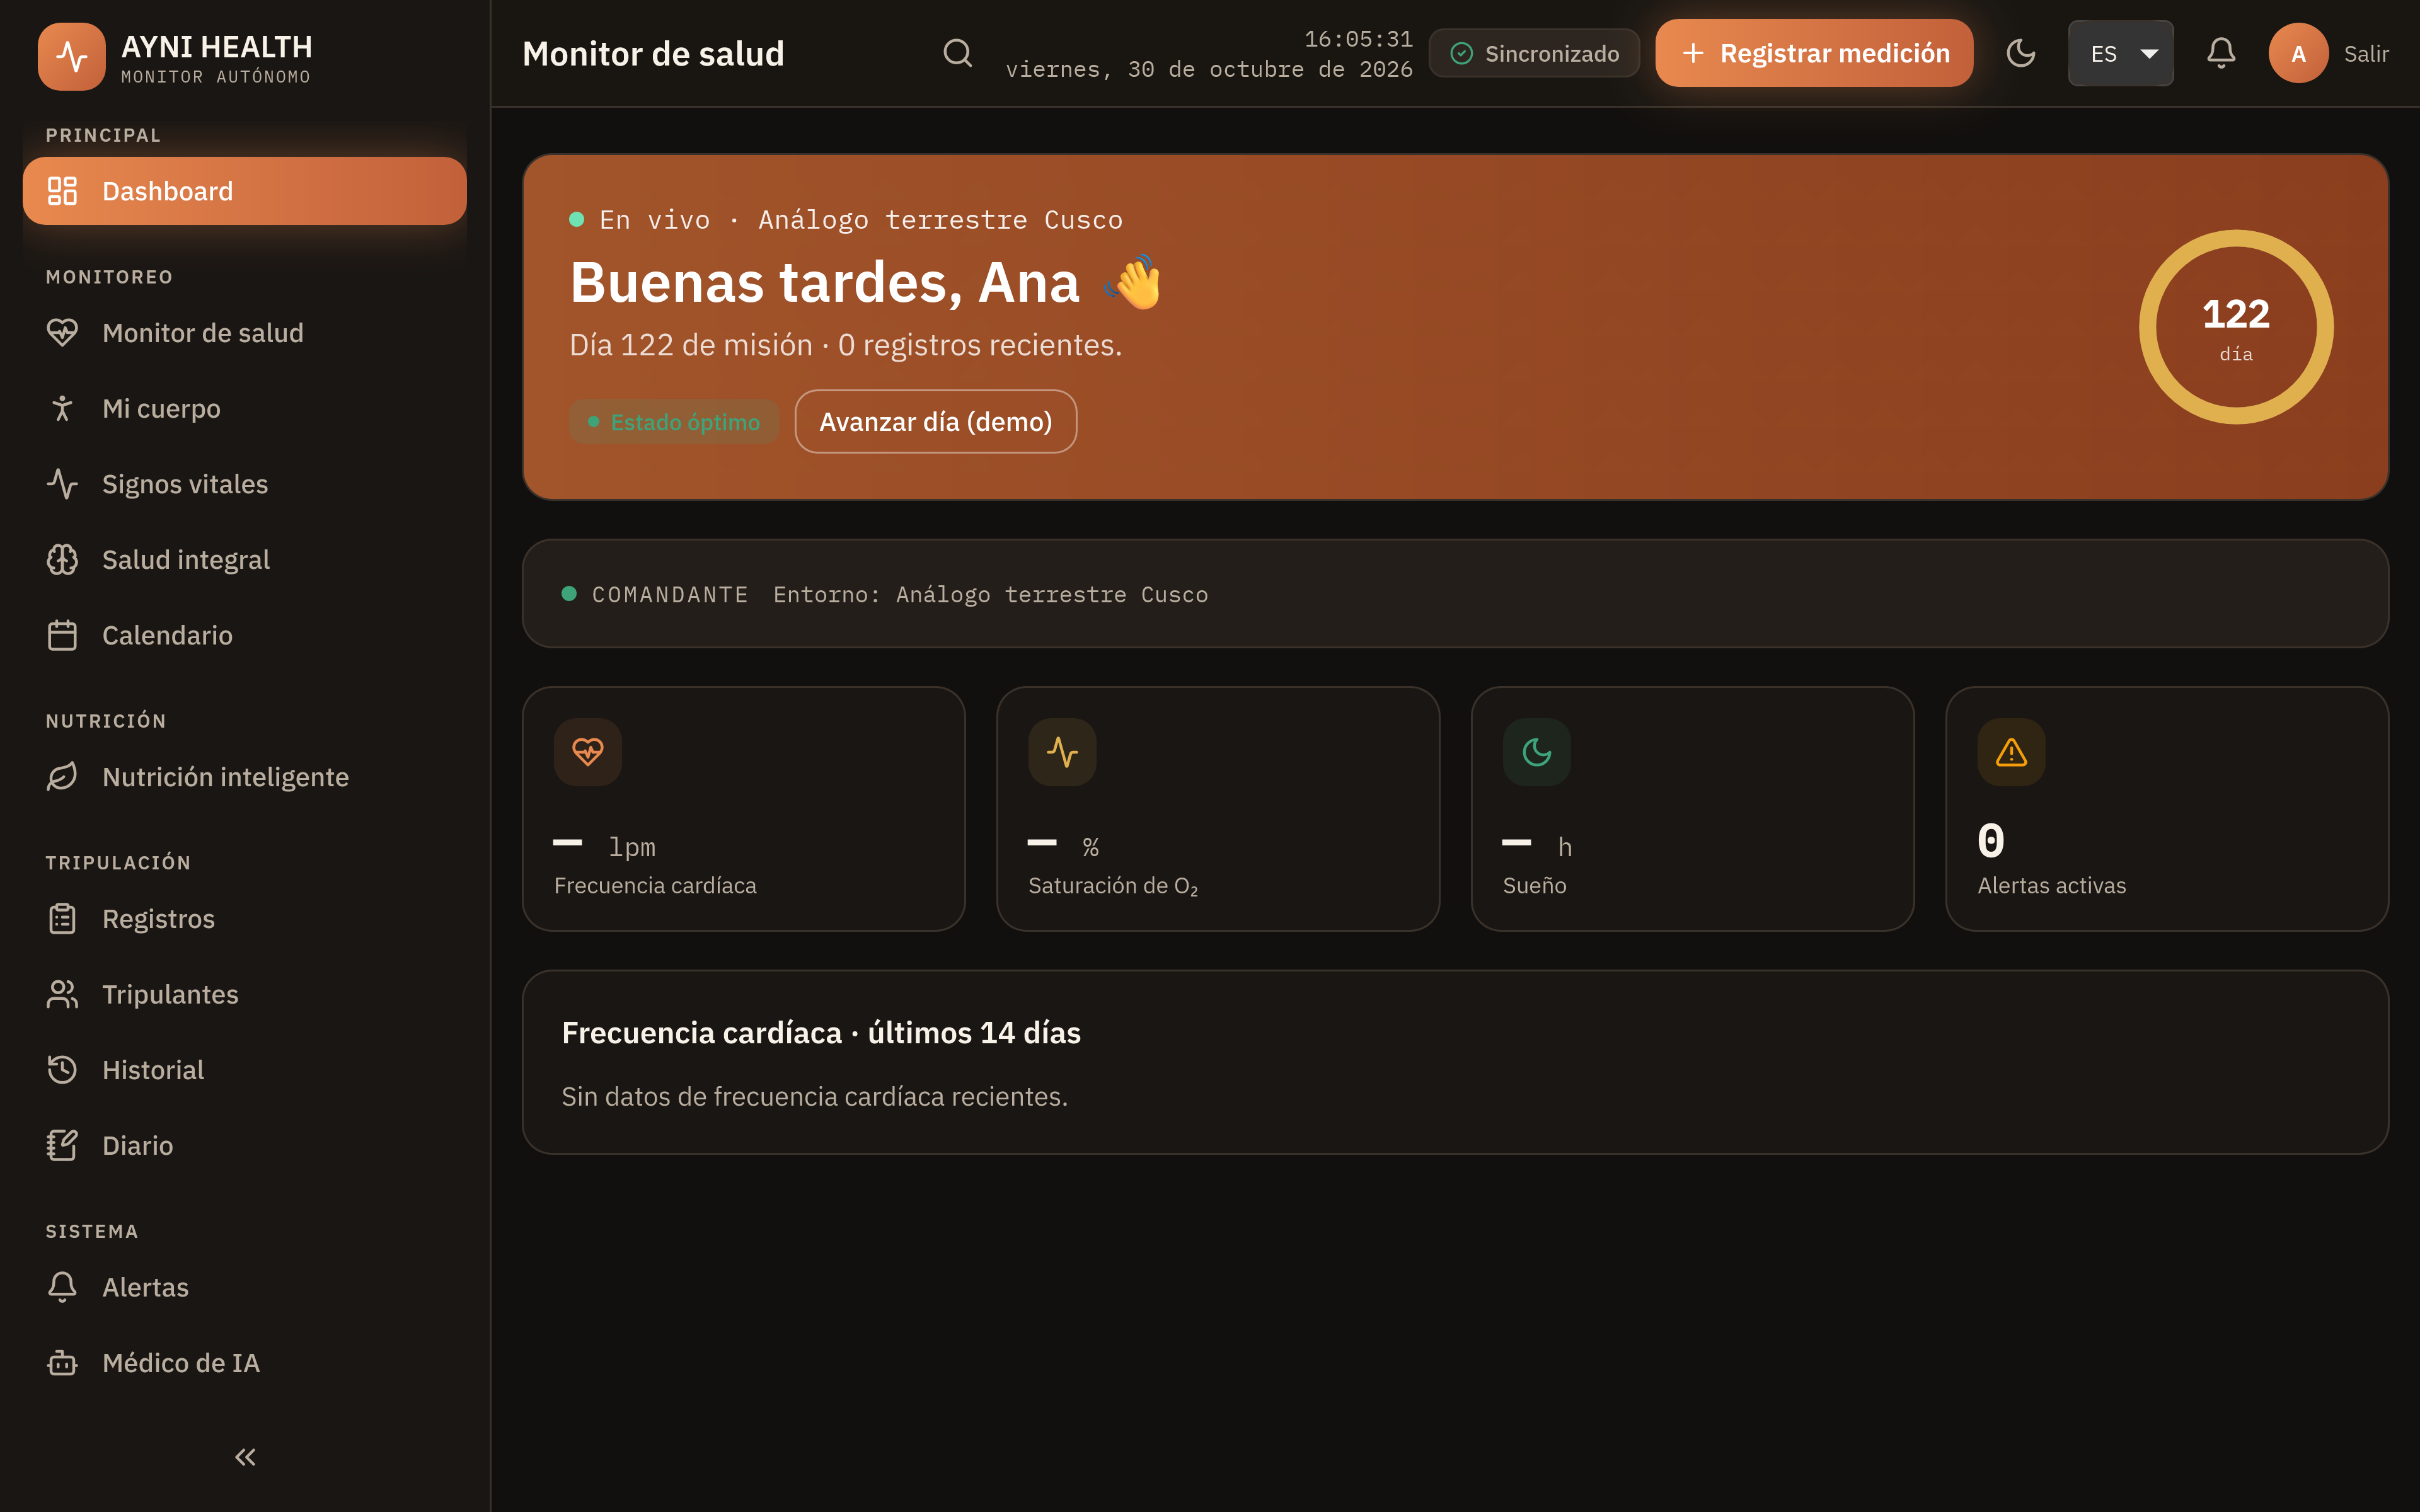 AYNI HEALTH
MONITOR AUTÓNOMO
PRINCIPAL
Dashboard
MONITOREO
Monitor de salud
Mi cuerpo
Signos vitales
Salud integral
Calendario
NUTRICIÓN
Nutrición inteligente
TRIPULACIÓN
Registros
Tripulantes
Historial
Diario
SISTEMA
Alertas
Médico de IA
Monitor de salud
16:05:31
viernes, 30 de octubre de 2026
Sincronizado
Registrar medición
ES
A
Salir
En vivo · Análogo terrestre Cusco
Buenas tardes, Ana 👋
Día 122 de misión · 0 registros recientes.
Estado óptimo
Avanzar día (demo)
122
día
COMANDANTE Entorno: Análogo terrestre Cusco
— lpm
Frecuencia cardíaca
— %
Saturación de O₂
— h
Sueño
0
Alertas activas
Frecuencia cardíaca · últimos 14 días
Sin datos de frecuencia cardíaca recientes.